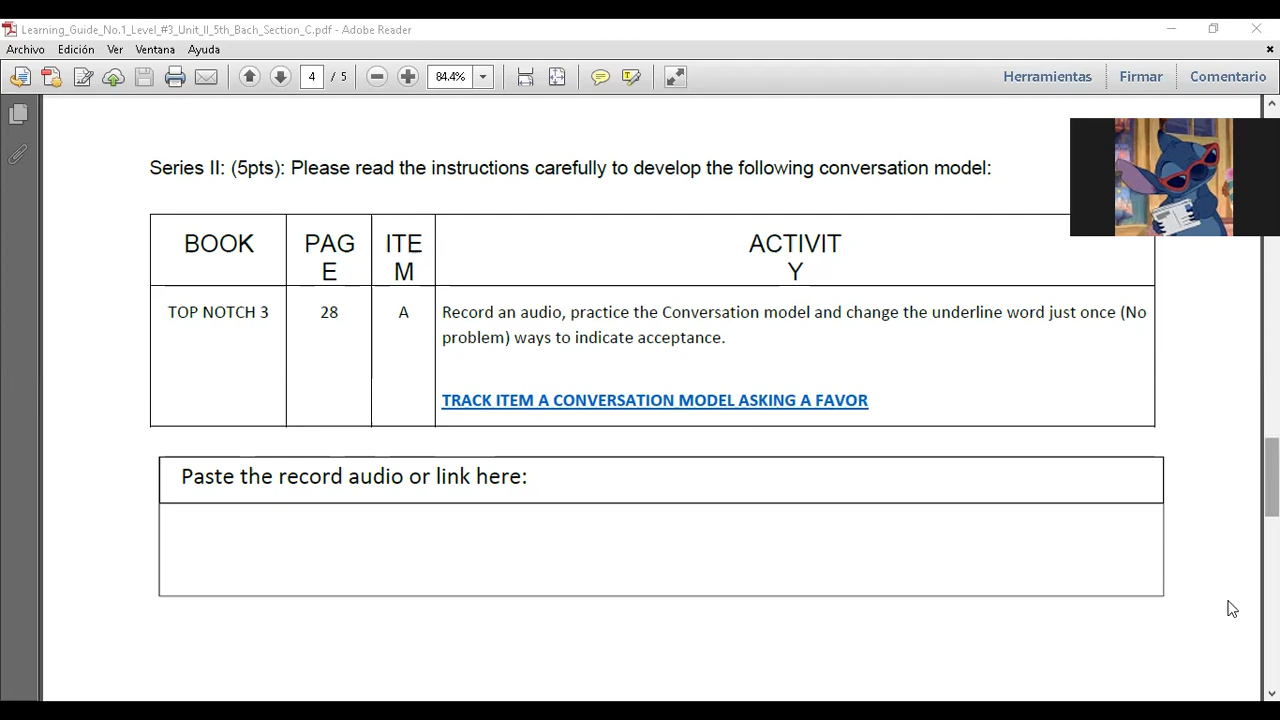 Learning_Guide_No.1_Level_#3_Unit_II_5th_Bach_Section_C.pdf - Adobe Reader
Archivo Edición Ver Ventana Ayuda
4 / 5 84.4% Herramientas Firmar Comentario
Series II: (5pts): Please read the instructions carefully to develop the following conversation model:
BOOK
PAG
E
ITE
M
ACTIVIT
Y
TOP NOTCH 3
28
A
Record an audio, practice the Conversation model and change the underline word just once (No
problem) ways to indicate acceptance.
TRACK ITEM A CONVERSATION MODEL ASKING A FAVOR
Paste the record audio or link here: